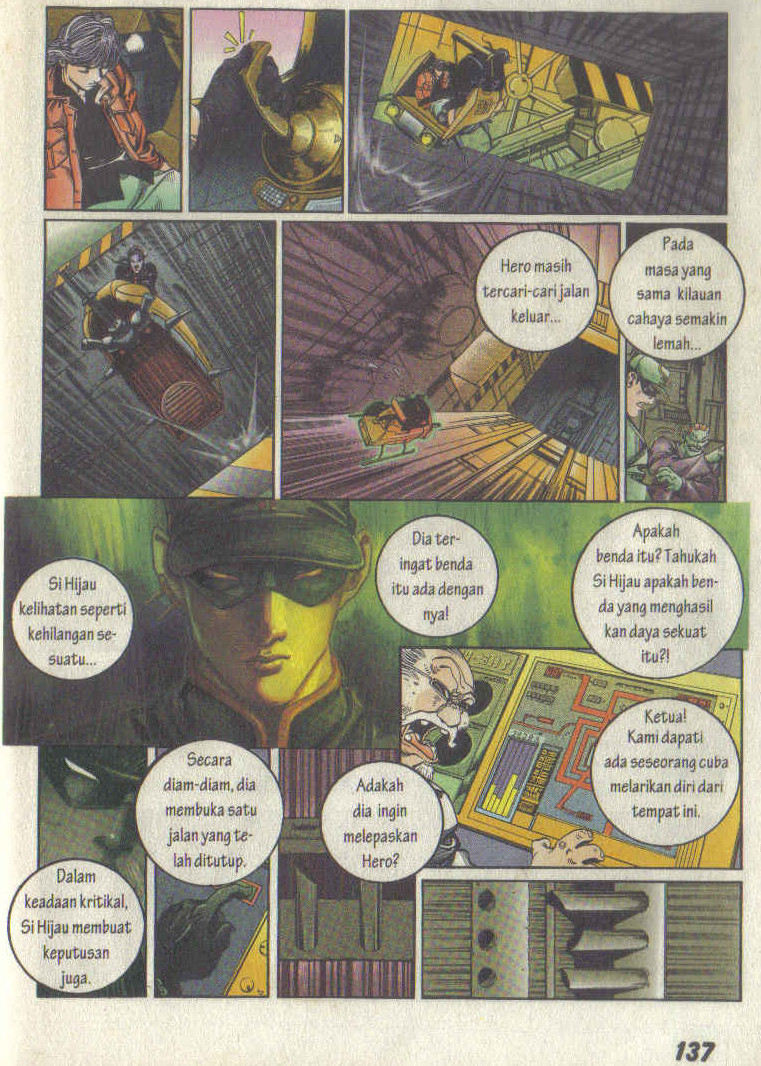 Hero masih
tercari-cari jalan
keluar...
Pada
masa yang
sama kilauan
cahaya semakin
lemah...
Si Hijau
kelihatan seperti
kehilangan se-
suatu...
Dia ter-
ingat benda
itu ada dengan
nya!
Apakah
benda itu? Tahukah
Si Hijau apakah ben-
da yang menghasil
kan daya sekuat
itu?!
Ketua!
Kami dapati
ada seseorang cuba
melarikan diri dari
tempat ini.
Dalam
keadaan kritikal,
Si Hijau membuat
keputusan
juga.
Secara
diam-diam, dia
membuka satu
jalan yang te-
lah ditutup.
Adakah
dia ingin
melepaskan
Hero?
137